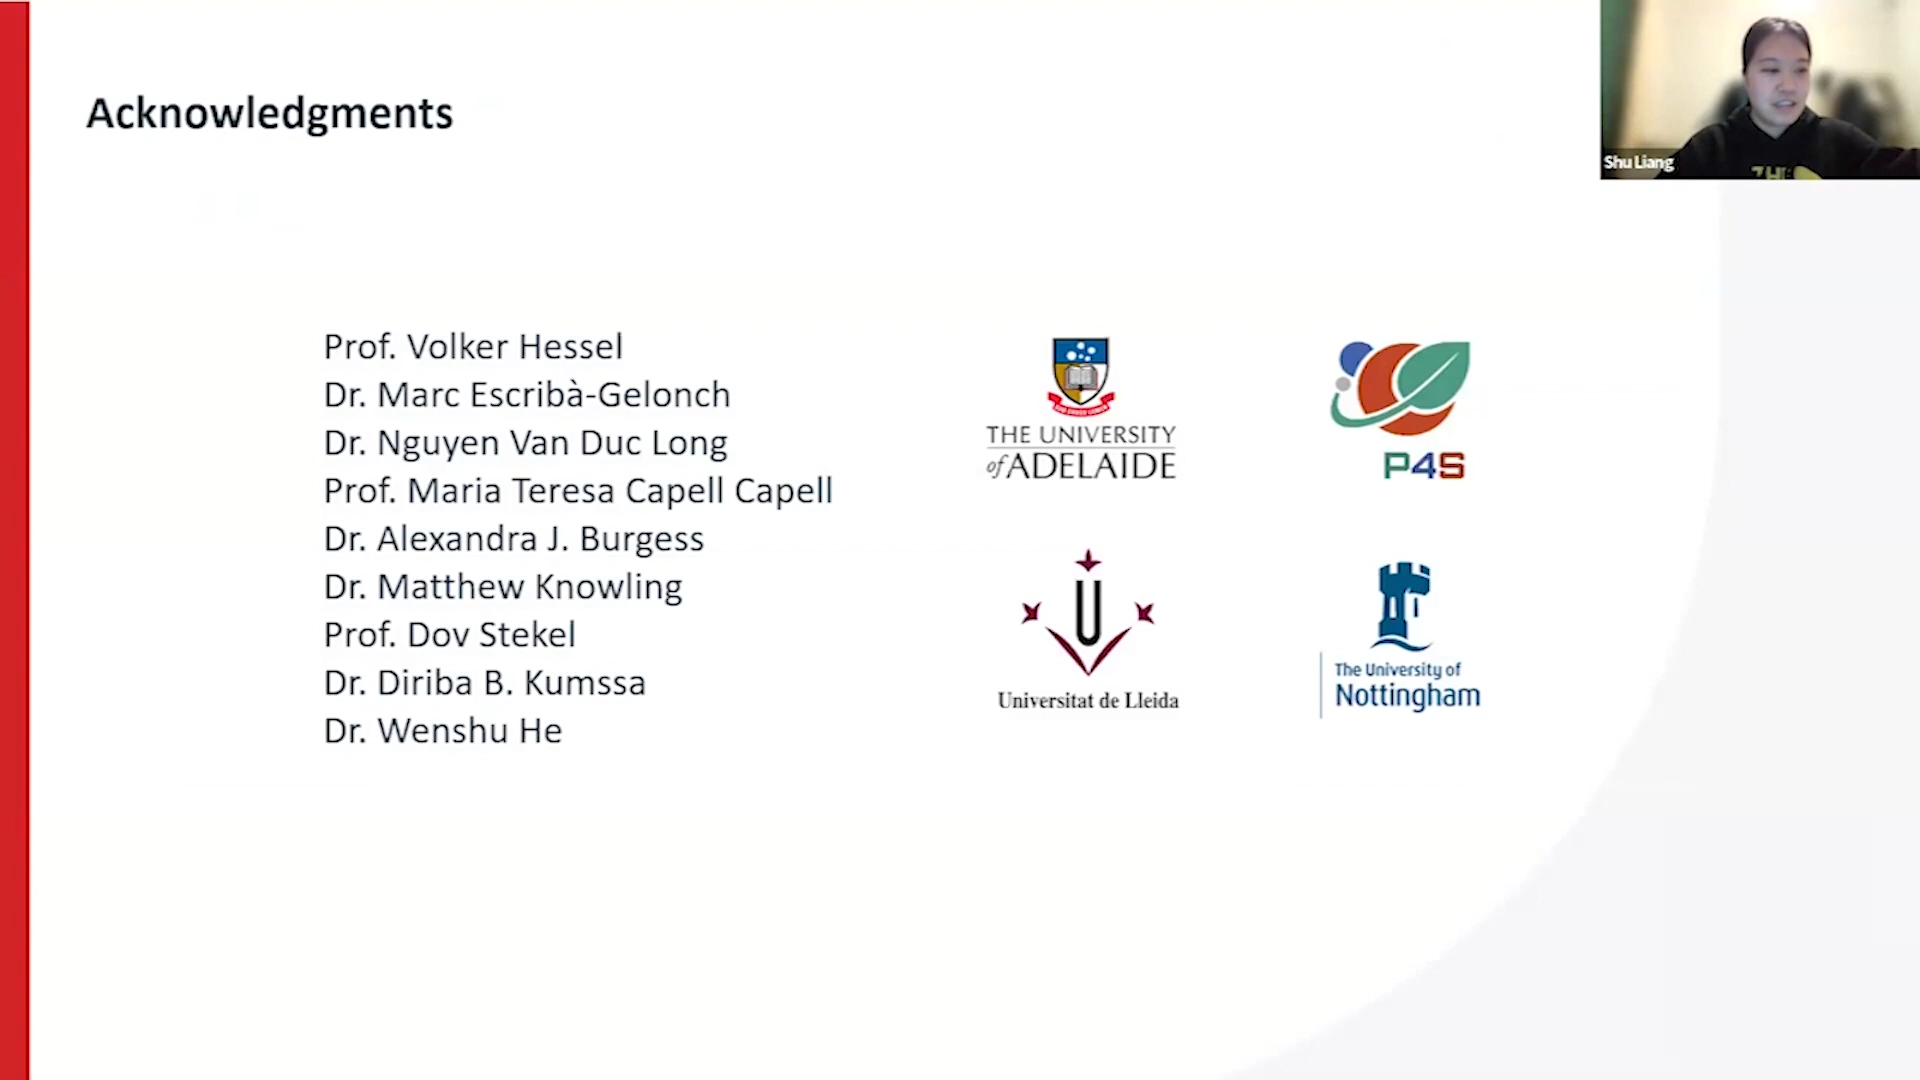 Acknowledgments
Shu Liang
Prof. Volker Hessel
Dr. Marc Escribà-Gelonch
Dr. Nguyen Van Duc Long
Prof. Maria Teresa Capell Capell
Dr. Alexandra J. Burgess
Dr. Matthew Knowling
Prof. Dov Stekel
Dr. Diriba B. Kumssa
Dr. Wenshu He
THE UNIVERSITY
of ADELAIDE
P4S
Universitat de Lleida
The University of
Nottingham